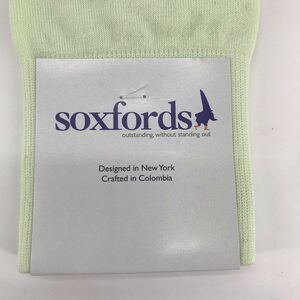 soxfords
outstanding, without standing out
Designed in New York
Crafted in Colombia